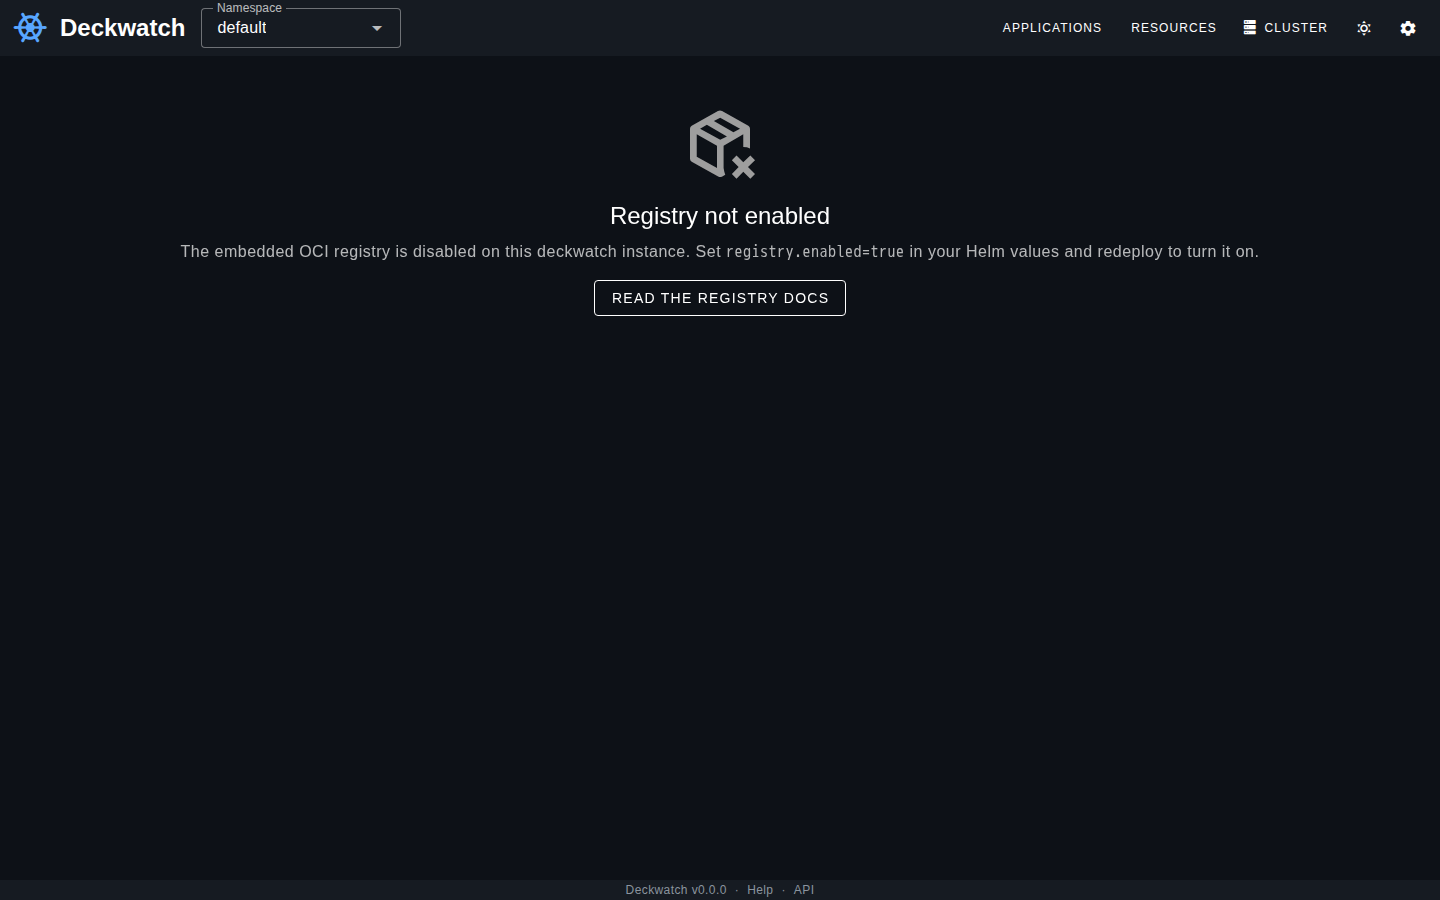 Deckwatch
Namespace
default
APPLICATIONS
RESOURCES
CLUSTER
Registry not enabled
The embedded OCI registry is disabled on this deckwatch instance. Set registry.enabled=true in your Helm values and redeploy to turn it on.
READ THE REGISTRY DOCS
Deckwatch v0.0.0 · Help · API